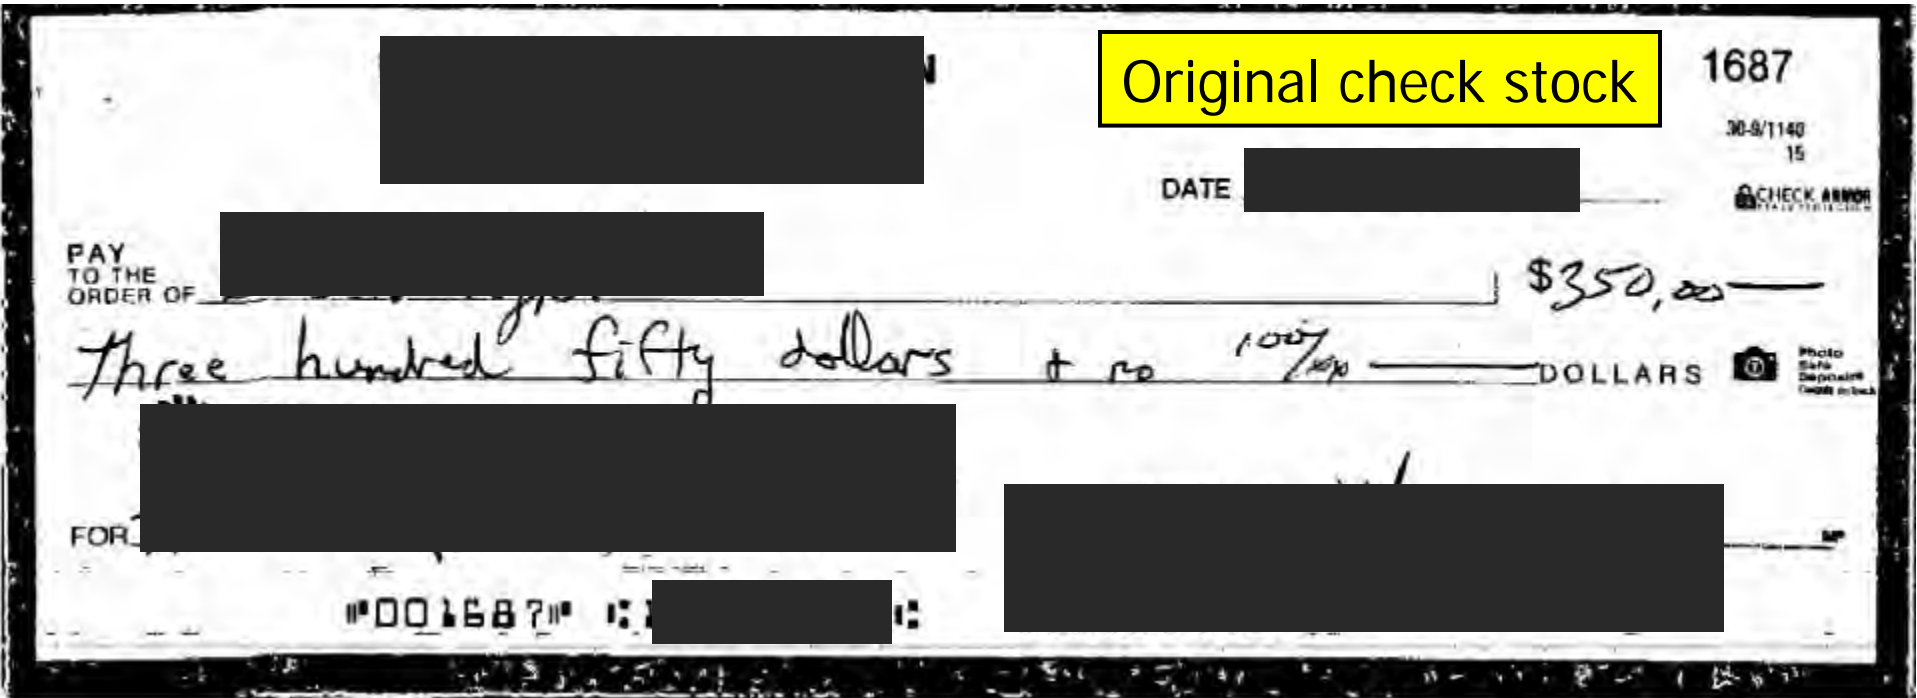 Original check stock
1687
30-9/1140
15
DATE
CHECK ARMOR
PAY
TO THE
ORDER OF
$350.00
Three hundred fifty dollars + no 100/100 DOLLARS
Photo
Safe
Deposit®
FOR
MP
⑈001687⑈ ⑆ ⑆